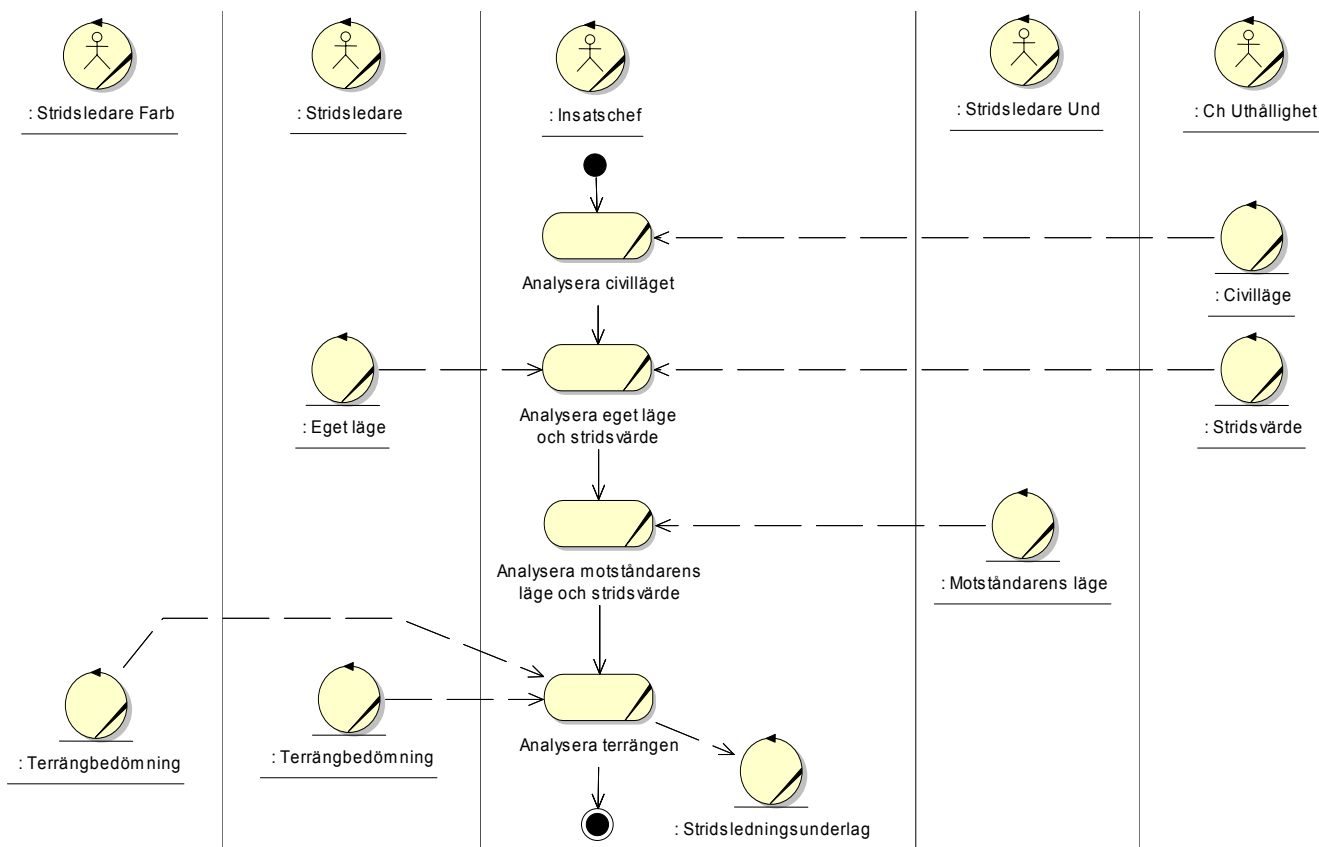 : Stridsledare Farb
: Stridsledare
: Insatschef
: Stridsledare Und
: Ch Uthållighet
Analysera civilläget
: Civilläge
: Eget läge
Analysera eget läge
och stridsvärde
: Stridsvärde
Analysera motståndarens
läge och stridsvärde
: Motståndarens läge
: Terrängbedömning
: Terrängbedömning
Analysera terrängen
: Stridsledningsunderlag